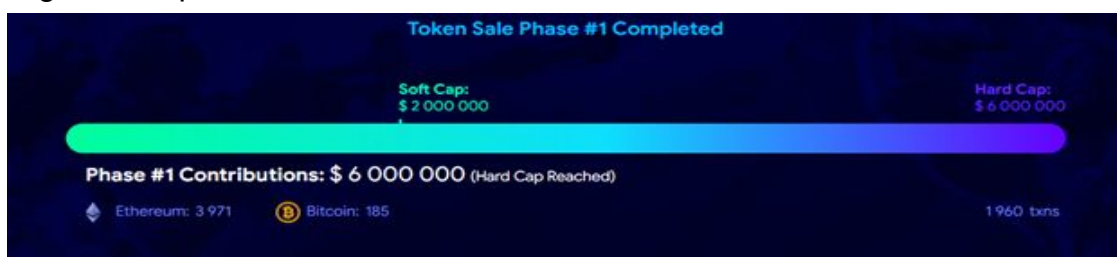 Token Sale Phase #1 Completed
Soft Cap:
$ 2 000 000
Hard Cap:
$ 6 000 000
Phase #1 Contributions: $ 6 000 000 (Hard Cap Reached)
Ethereum: 3 971
Bitcoin: 185
1 960 txns